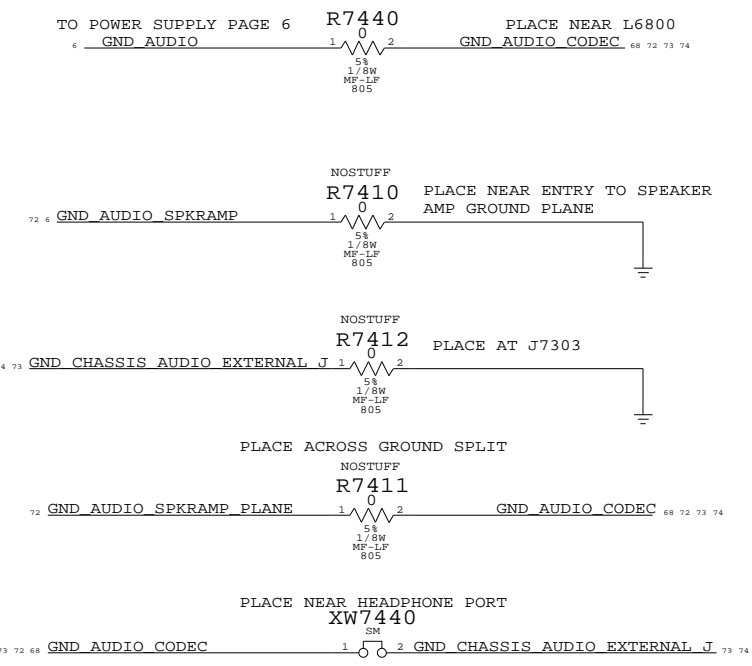 TO POWER SUPPLY PAGE 6 R7440 PLACE NEAR L6800
0
6 GND_AUDIO 1 2 GND_AUDIO_CODEC 68 72 73 74
5%
1/8W
MF-LF
805
NOSTUFF
R7410 PLACE NEAR ENTRY TO SPEAKER
0 AMP GROUND PLANE
72 6 GND_AUDIO_SPKRAMP 1 2
5%
1/8W
MF-LF
805
NOSTUFF
R7412 PLACE AT J7303
0
4 73 GND_CHASSIS_AUDIO_EXTERNAL_J 1 2
5%
1/8W
MF-LF
805
PLACE ACROSS GROUND SPLIT
NOSTUFF
R7411
0
72 GND_AUDIO_SPKRAMP_PLANE 1 2 GND_AUDIO_CODEC 68 72 73 74
5%
1/8W
MF-LF
805
PLACE NEAR HEADPHONE PORT
XW7440
SM
73 72 68 GND_AUDIO_CODEC 1 2 GND_CHASSIS_AUDIO_EXTERNAL_J 73 74